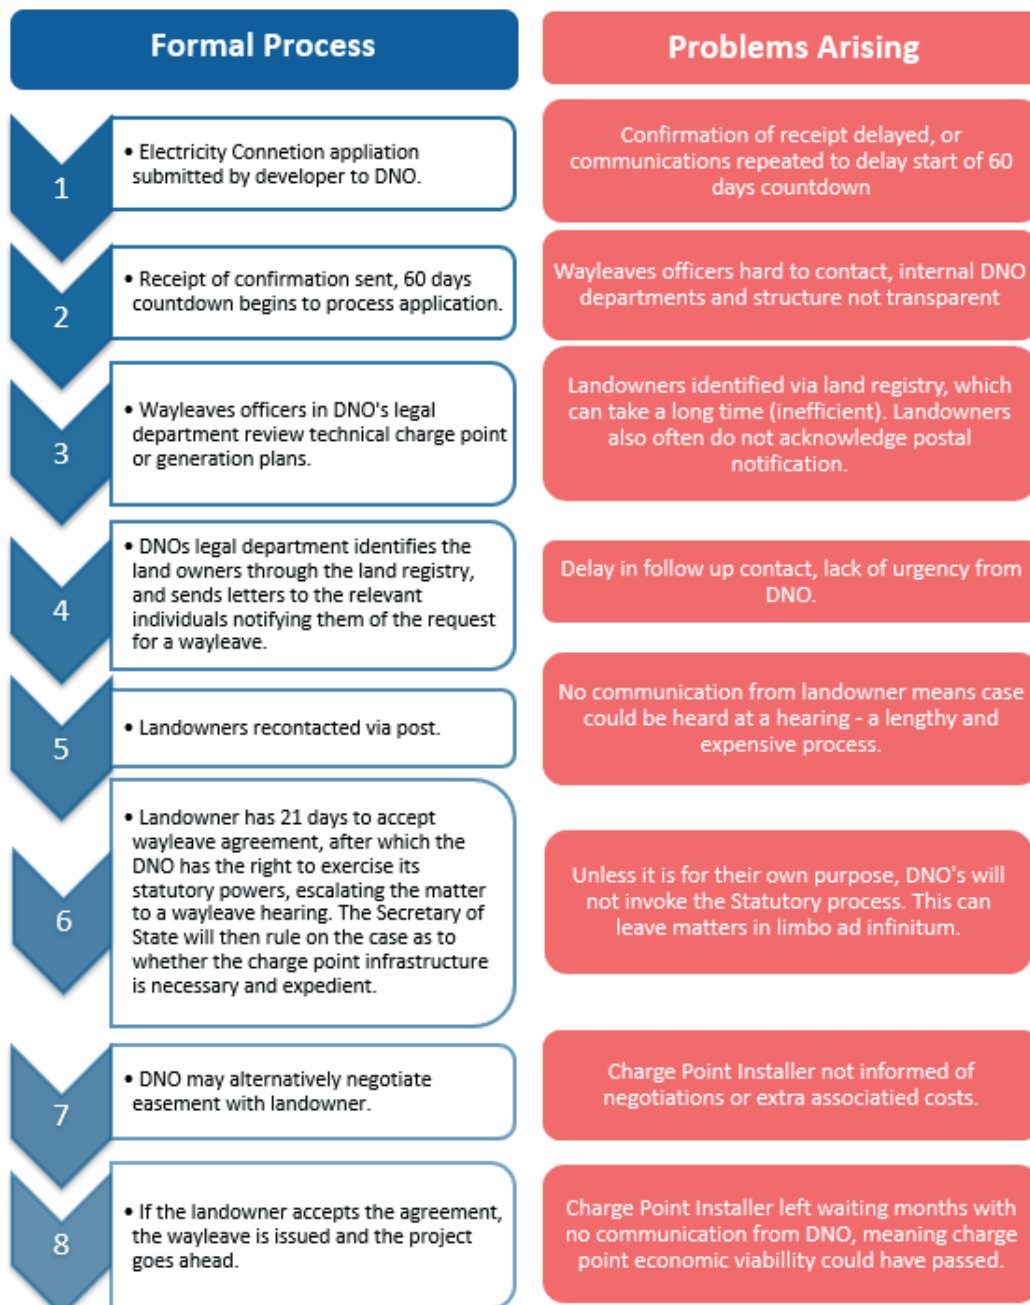 Formal Process
Problems Arising
1
• Electricity Connetion appliation
submitted by developer to DNO.
Confirmation of receipt delayed, or
communications repeated to delay start of 60
days countdown
2
• Receipt of confirmation sent, 60 days
countdown begins to process application.
Wayleaves officers hard to contact, internal DNO
departments and structure not transparent
3
• Wayleaves officers in DNO's legal
department review technical charge point
or generation plans.
Landowners identified via land registry, which
can take a long time (inefficient). Landowners
also often do not acknowledge postal
notification.
4
• DNOs legal department identifies the
land owners through the land registry,
and sends letters to the relevant
individuals notifying them of the request
for a wayleave.
Delay in follow up contact, lack of urgency from
DNO.
5
• Landowners recontacted via post.
No communication from landowner means case
could be heard at a hearing - a lengthy and
expensive process.
6
• Landowner has 21 days to accept
wayleave agreement, after which the
DNO has the right to exercise its
statutory powers, escalating the matter
to a wayleave hearing. The Secretary of
State will then rule on the case as to
whether the charge point infrastructure
is necessary and expedient.
Unless it is for their own purpose, DNO's will
not invoke the Statutory process. This can
leave matters in limbo ad infinitum.
7
• DNO may alternatively negotiate
easement with landowner.
Charge Point Installer not informed of
negotiations or extra associatied costs.
8
• If the landowner accepts the agreement,
the wayleave is issued and the project
goes ahead.
Charge Point Installer left waiting months with
no communication from DNO, meaning charge
point economic viabillity could have passed.